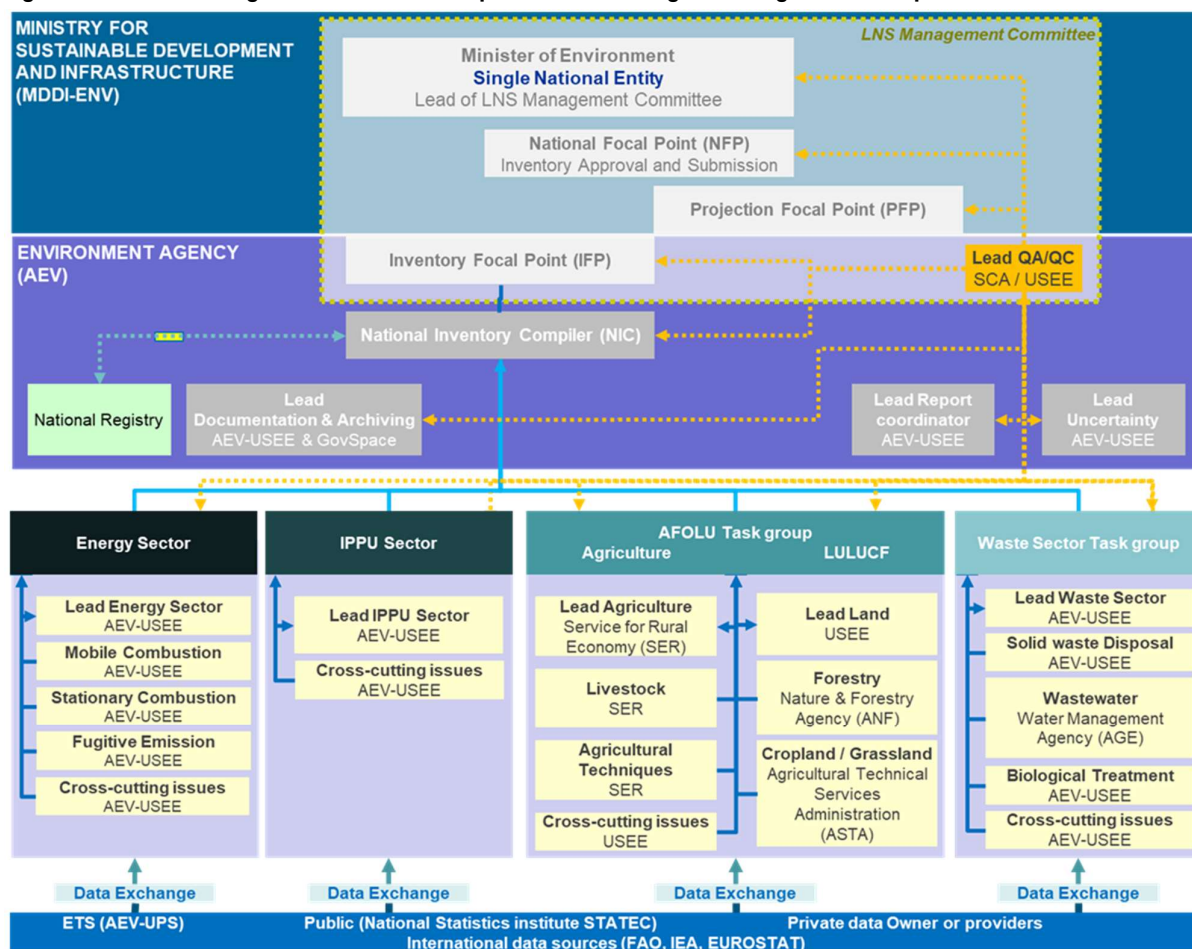 MINISTRY FOR
SUSTAINABLE DEVELOPMENT
AND INFRASTRUCTURE
(MDDI-ENV)
LNS Management Committee
Minister of Environment
Single National Entity
Lead of LNS Management Committee
National Focal Point (NFP)
Inventory Approval and Submission
Projection Focal Point (PFP)
ENVIRONMENT AGENCY
(AEV)
Inventory Focal Point (IFP)
Lead QA/QC
SCA / USEE
National Inventory Compiler (NIC)
National Registry
Lead
Documentation & Archiving
AEV-USEE & GovSpace
Lead Report
coordinator
AEV-USEE
Lead
Uncertainty
AEV-USEE
Energy Sector
Lead Energy Sector
AEV-USEE
Mobile Combustion
AEV-USEE
Stationary Combustion
AEV-USEE
Fugitive Emission
AEV-USEE
Cross-cutting issues
AEV-USEE
IPPU Sector
Lead IPPU Sector
AEV-USEE
Cross-cutting issues
AEV-USEE
AFOLU Task group
Agriculture
LULUCF
Lead Agriculture
Service for Rural
Economy (SER)
Livestock
SER
Agricultural
Techniques
SER
Cross-cutting issues
USEE
Lead Land
USEE
Forestry
Nature & Forestry
Agency (ANF)
Cropland / Grassland
Agricultural Technical
Services
Administration
(ASTA)
Waste Sector Task group
Lead Waste Sector
AEV-USEE
Solid waste Disposal
AEV-USEE
Wastewater
Water Management
Agency (AGE)
Biological Treatment
AEV-USEE
Cross-cutting issues
AEV-USEE
Data Exchange
Data Exchange
Data Exchange
Data Exchange
ETS (AEV-UPS)
Public (National Statistics institute STATEC)
Private data Owner or providers
International data sources (FAO, IEA, EUROSTAT)